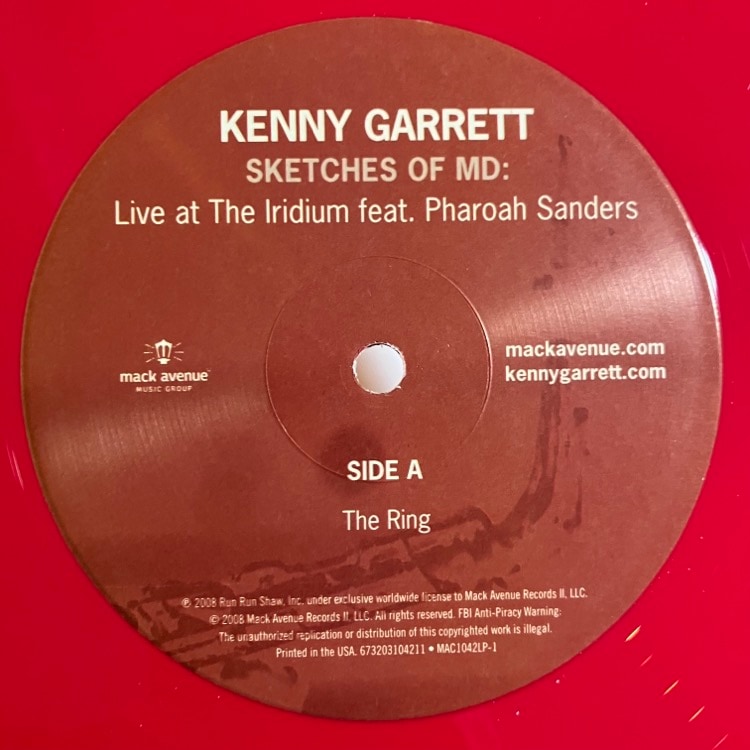 KENNY GARRETT
SKETCHES OF MD:
Live at The Iridium feat. Pharoah Sanders
mack avenue
MUSIC GROUP
mackavenue.com
kennygarrett.com
SIDE A
The Ring
℗ 2008 Run Run Shaw, Inc. under exclusive worldwide license to Mack Avenue Records II, LLC.
© 2008 Mack Avenue Records II, LLC. All rights reserved. FBI Anti-Piracy Warning:
The unauthorized replication or distribution of this copyrighted work is illegal.
Printed in the USA. 673203104211 • MAC1042LP-1